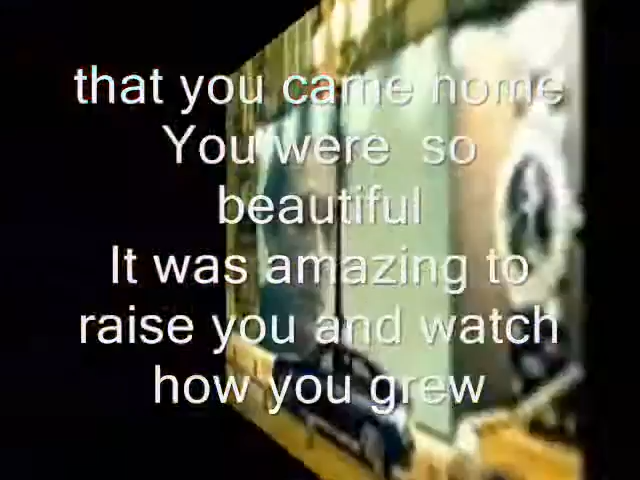 that you came home
You were so
beautiful
It was amazing to
raise you and watch
how you grew